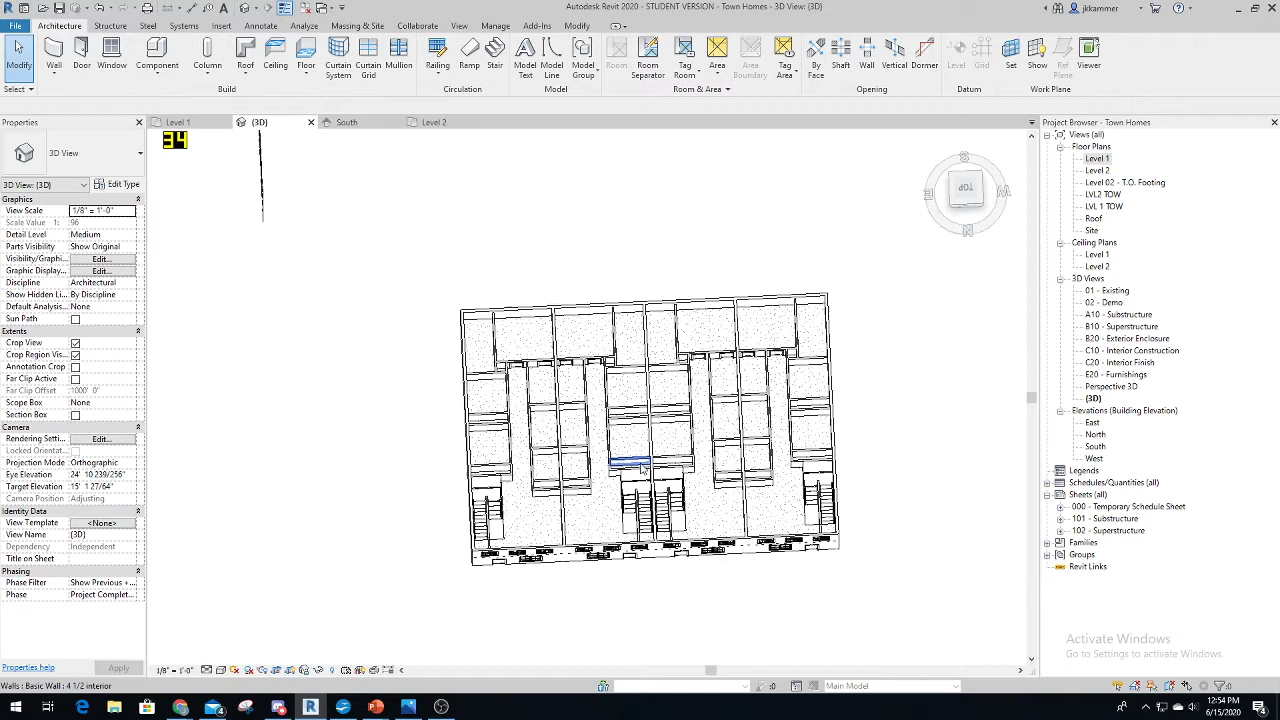 Autodesk Revit 2020 - STUDENT VERSION - Town Homes - 3D View: {3D}
jkkammer
File Architecture Structure Steel Systems Insert Annotate Analyze Massing & Site Collaborate View Manage Add-Ins Modify
Modify Wall Door Window Component Column Roof Ceiling Floor Curtain System Curtain Grid Mullion Railing Ramp Stair Model Text Model Line Model Group Room Room Separator Tag Room Area Area Boundary Tag Area By Face Shaft Wall Vertical Dormer Level Grid Set Show Ref Plane Viewer
Select Build Circulation Model Room & Area Opening Datum Work Plane
Properties
Level 1 {3D} South Level 2
Project Browser - Town Homes
34
3D View
3D View: {3D} Edit Type
Graphics
View Scale 1/8" = 1'-0"
Scale Value 1: 96
Detail Level Medium
Parts Visibility Show Original
Visibility/Graphi... Edit...
Graphic Display... Edit...
Discipline Architectural
Show Hidden Li... By Discipline
Default Analysis... None
Sun Path
Extents
Crop View
Crop Region Vis...
Annotation Crop
Far Clip Active
Far Clip Offset 1000' 0"
Scope Box None
Section Box
Camera
Rendering Setti... Edit...
Locked Orientat...
Projection Mode Orthographic
Eye Elevation 24' 10 239/256"
Target Elevation 15' 1 27/64"
Camera Position Adjusting
Identity Data
View Template <None>
View Name {3D}
Dependency Independent
Title on Sheet
Phasing
Phase Filter Show Previous +...
Phase Project Complet...
Properties help Apply
S
E TOP W
N
Views (all)
Floor Plans
Level 1
Level 2
Level 02 - T.O. Footing
LVL2 TOW
LVL 1 TOW
Roof
Site
Ceiling Plans
Level 1
Level 2
3D Views
01 - Existing
02 - Demo
A10 - Substructure
B10 - Superstructure
B20 - Exterior Enclosure
C10 - Interior Construction
C20 - Interior Finish
E20 - Furnishings
Perspective 3D
{3D}
Elevations (Building Elevation)
East
North
South
West
Legends
Schedules/Quantities (all)
Sheets (all)
000 - Temporary Schedule Sheet
101 - Substructure
102 - Substructure
Families
Groups
Revit Links
Activate Windows
Go to Settings to activate Windows.
1/8" = 1'-0"
Walls : Basic Wall : 4 1/2 interior
:0 Main Model :0
12:54 PM
6/15/2020